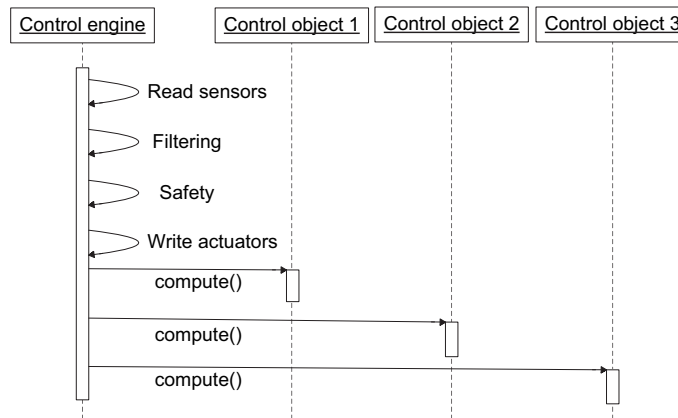 Control engine
Control object 1
Control object 2
Control object 3
Read sensors
Filtering
Safety
Write actuators
compute()
compute()
compute()